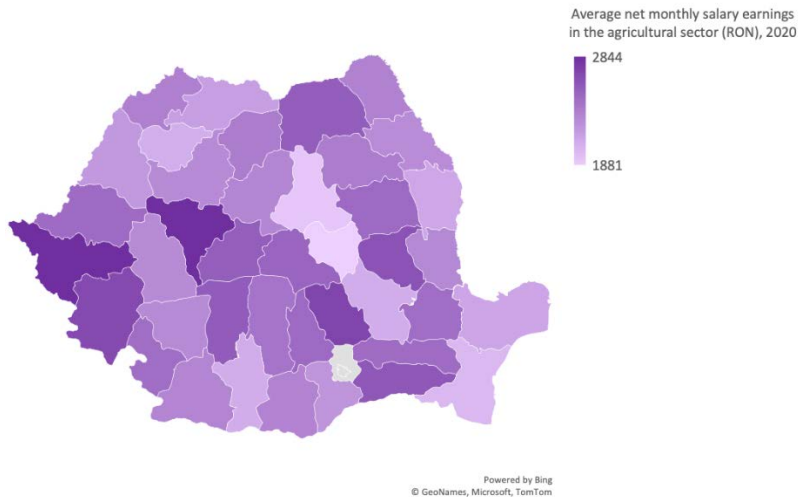 Average net monthly salary earnings
in the agricultural sector (RON), 2020
2844
1881
Powered by Bing
© GeoNames, Microsoft, TomTom